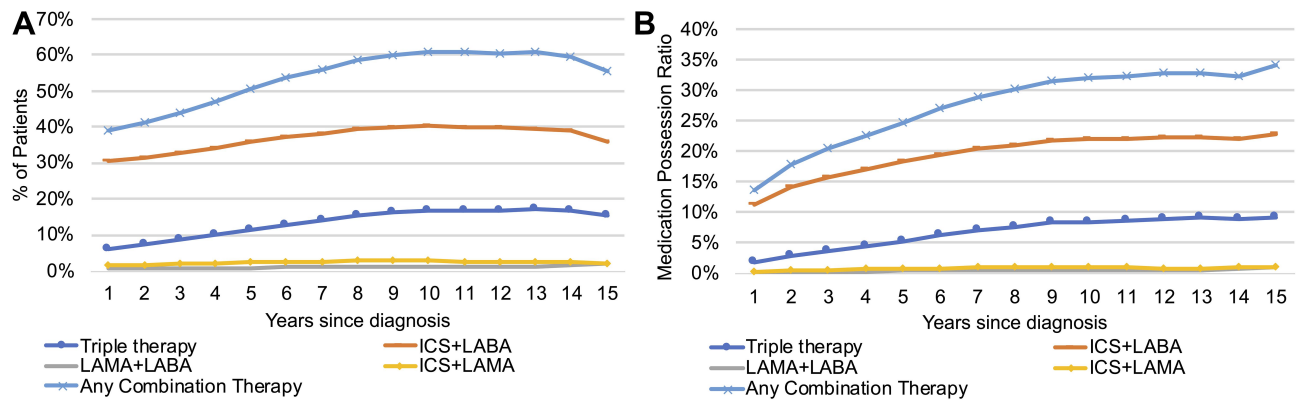 A
% of Patients
70%
60%
50%
40%
30%
20%
10%
0%
1 2 3 4 5 6 7 8 9 10 11 12 13 14 15
Years since diagnosis
Triple therapy ICS+LABA
LAMA+LABA ICS+LAMA
Any Combination Therapy
B
Medication Possession Ratio
40%
35%
30%
25%
20%
15%
10%
5%
0%
1 2 3 4 5 6 7 8 9 10 11 12 13 14 15
Years since diagnosis
Triple therapy ICS+LABA
LAMA+LABA ICS+LAMA
Any Combination Therapy